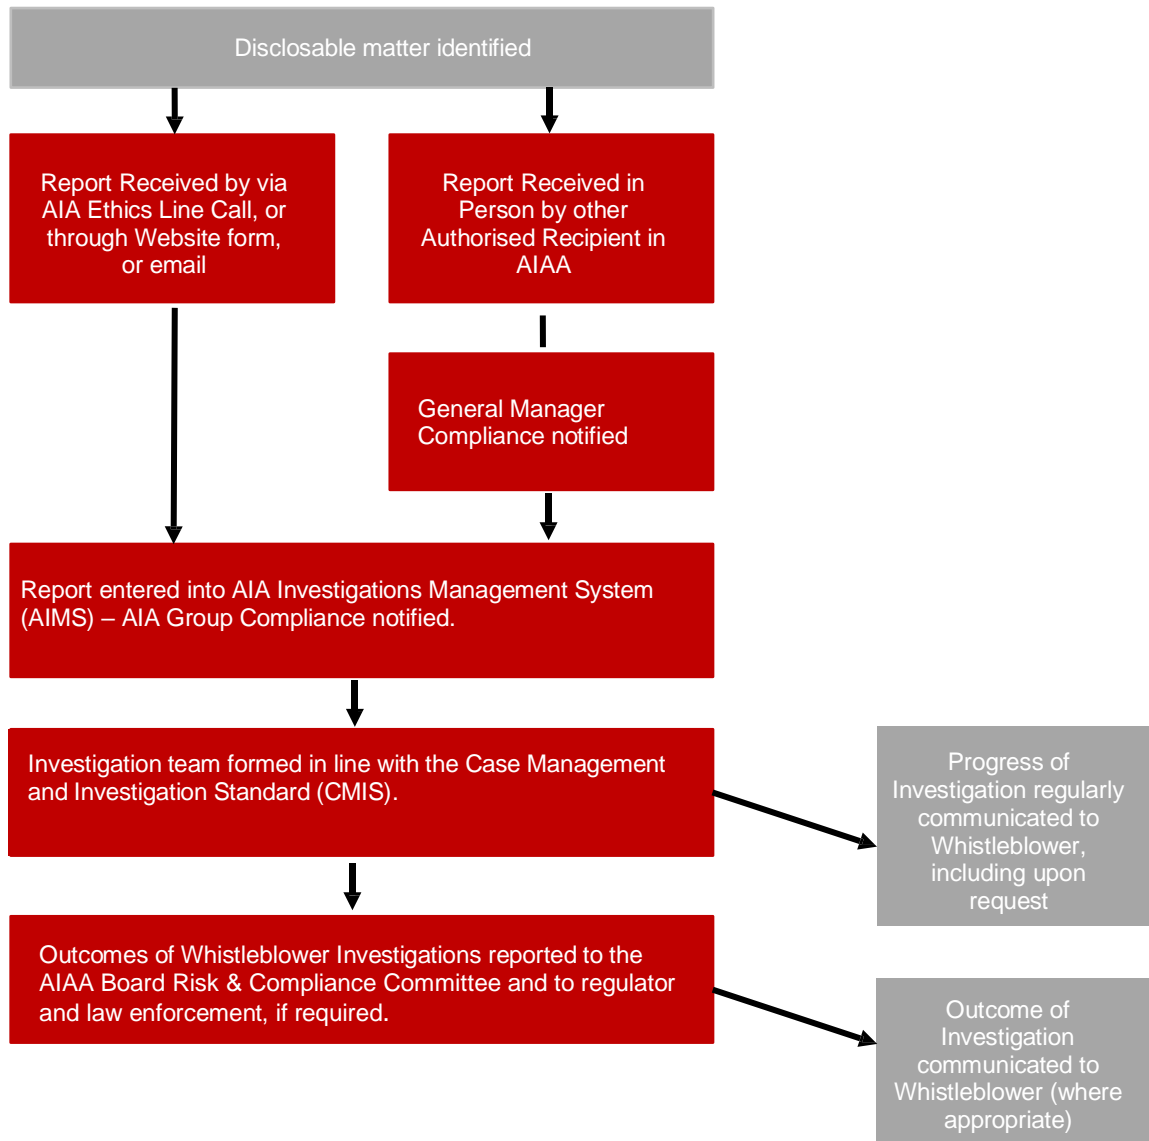 Disclosable matter identified
Report Received by via
AIA Ethics Line Call, or
through Website form,
or email
Report Received in
Person by other
Authorised Recipient in
AIAA
General Manager
Compliance notified
Report entered into AIA Investigations Management System
(AIMS) – AIA Group Compliance notified.
Investigation team formed in line with the Case Management
and Investigation Standard (CMIS).
Progress of
Investigation regularly
communicated to
Whistleblower,
including upon
request
Outcomes of Whistleblower Investigations reported to the
AIAA Board Risk & Compliance Committee and to regulator
and law enforcement, if required.
Outcome of
Investigation
communicated to
Whistleblower (where
appropriate)